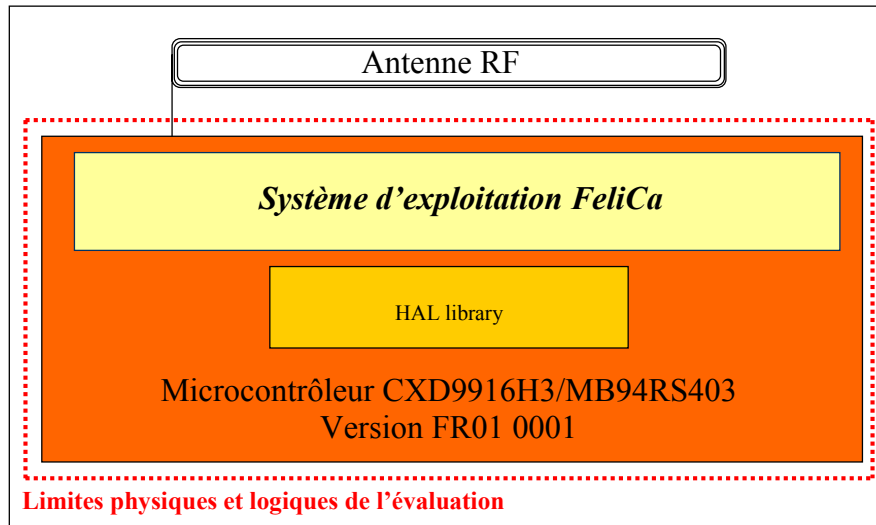 Antenne RF
Système d'exploitation FeliCa
HAL library
Microcontrôleur CXD9916H3/MB94RS403
Version FR01 0001
Limites physiques et logiques de l'évaluation